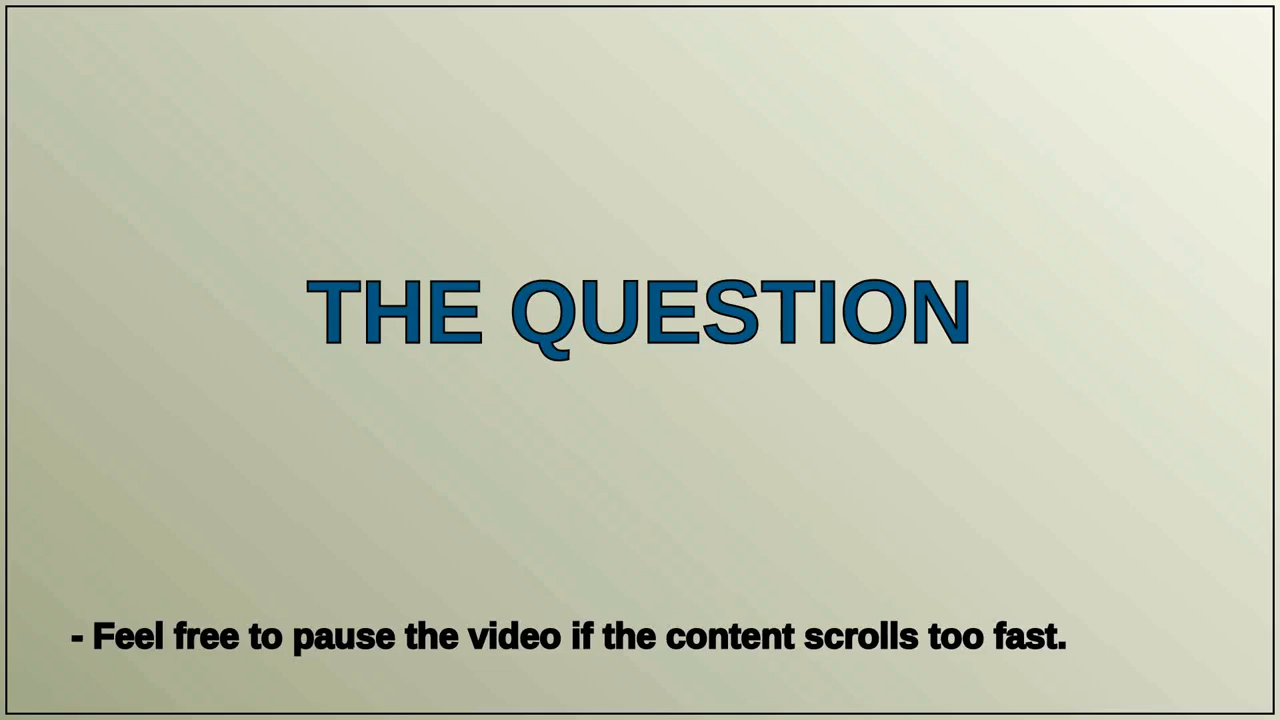 THE QUESTION
- Feel free to pause the video if the content scrolls too fast.